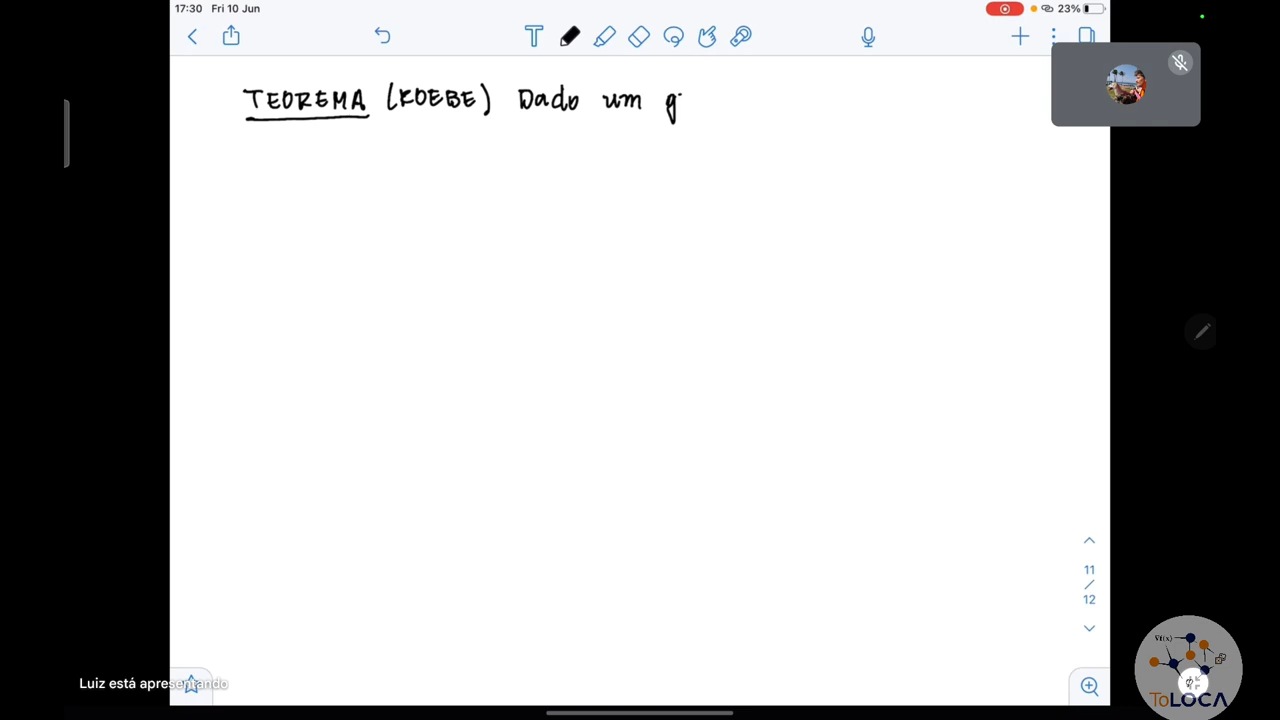 17:30 Fri 10 Jun
23%
TEOREMA (KOEBE) Dado um g
11
/
12
Luiz está apresentando
∇f(x)
ToLOCA